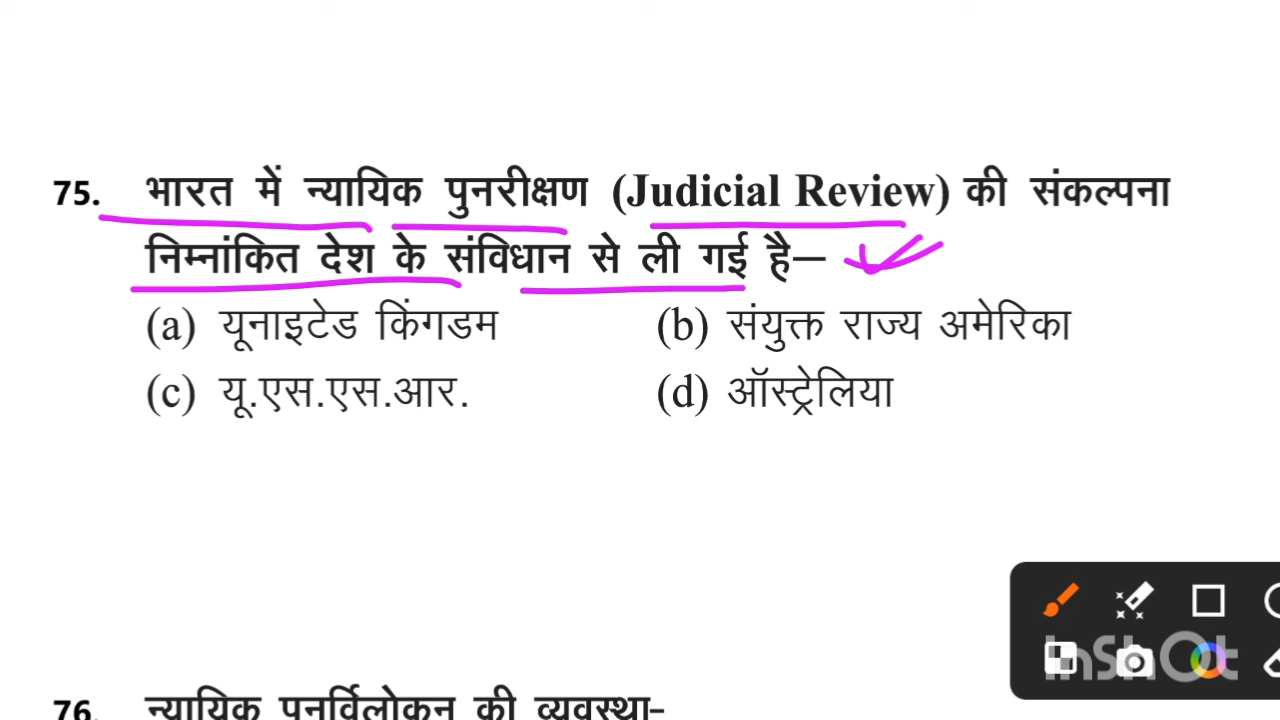 75. भारत में न्यायिक पुनरीक्षण (Judicial Review) की संकल्पना
निम्नांकित देश के संविधान से ली गई है—
(a) यूनाइटेड किंगडम (b) संयुक्त राज्य अमेरिका
(c) यू.एस.एस.आर. (d) ऑस्ट्रेलिया
76. न्यायिक पुनर्विलोकन की व्यवस्था-
InShOt